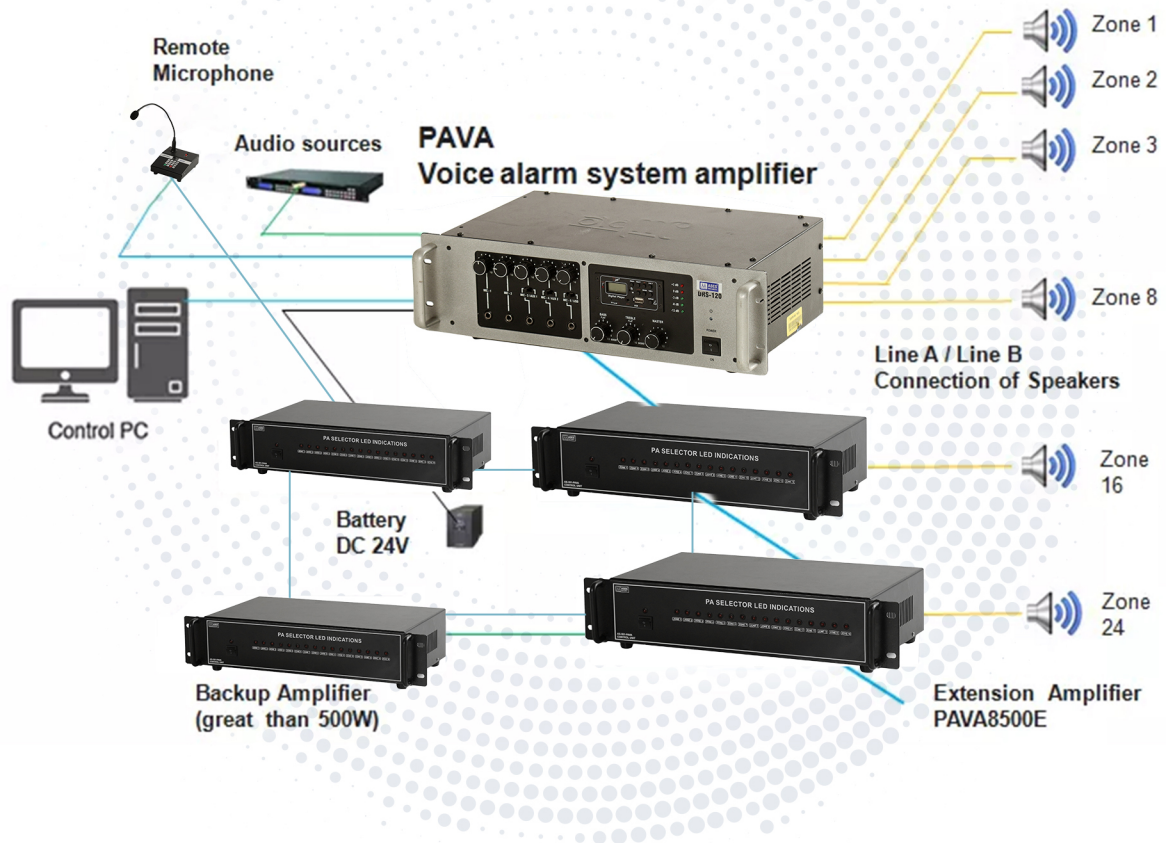 Remote
Microphone
Audio sources
PAVA
Voice alarm system amplifier
Zone 1
Zone 2
Zone 3
Zone 8
Control PC
Line A / Line B
Connection of Speakers
PA SELECTOR LED INDICATIONS
PA SELECTOR LED INDICATIONS
Zone
16
Battery
DC 24V
PA SELECTOR LED INDICATIONS
PA SELECTOR LED INDICATIONS
Zone
24
Backup Amplifier
(great than 500W)
Extension Amplifier
PAVA8500E